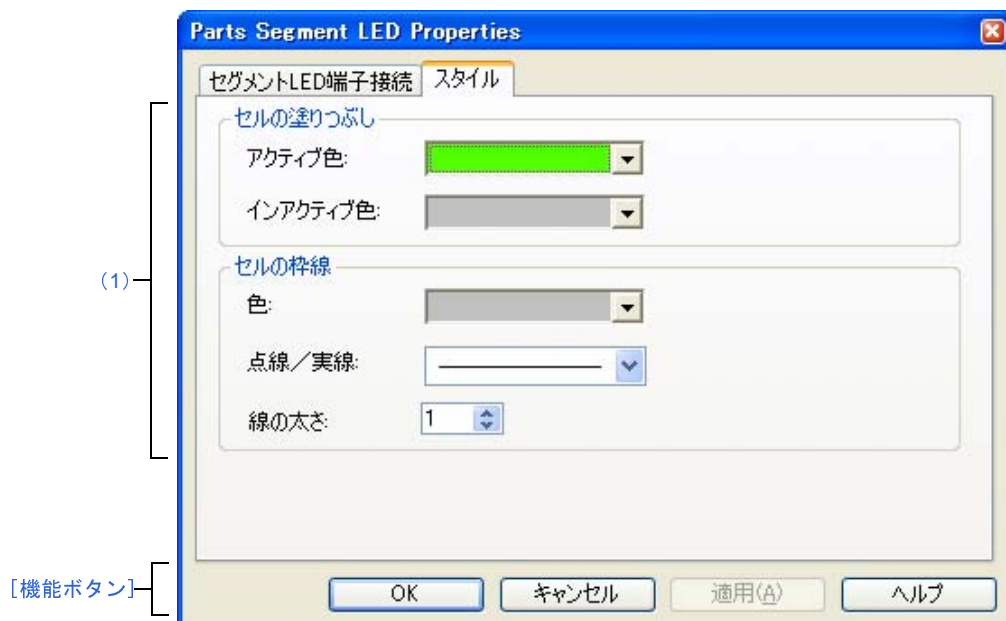 Parts Segment LED Properties
セグメントLED端子接続 スタイル
セルの塗りつぶし
アクティブ色:
インアクティブ色:
(1)
セルの枠線
色:
点線／実線:
線の太さ: 1
[機能ボタン]
OK キャンセル 適用(A) ヘルプ